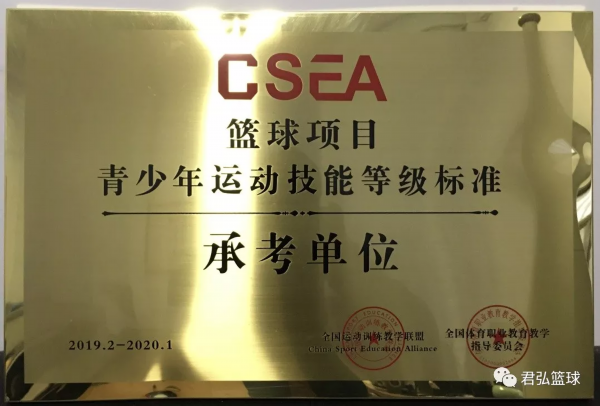 CSEA
篮球项目
青少年运动技能等级标准
承考单位
全国运动训练教学联盟
China Sport Education Alliance
全国体育职业教育教学
指导委员会
2019.2-2020.1
君弘篮球